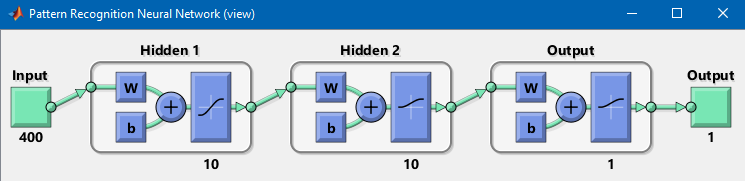 Pattern Recognition Neural Network (view)
Hidden 1
Hidden 2
Output
Input
Output
W
b
+
W
b
+
W
b
+
400
10
10
1
1